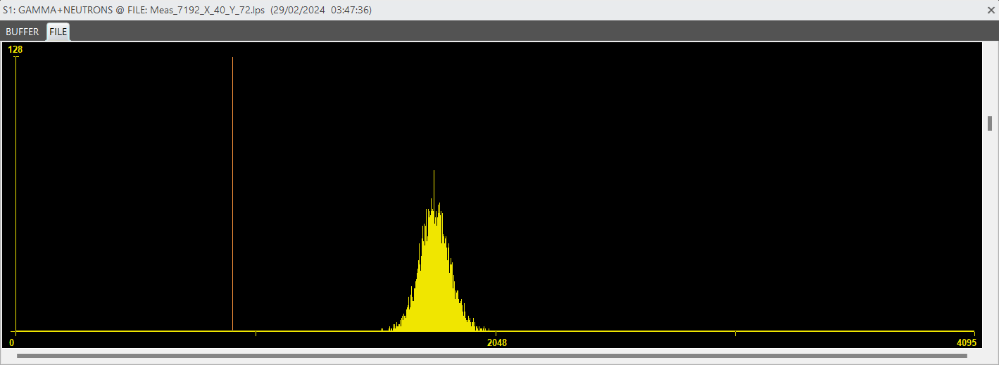 S1: GAMMA+NEUTRONS @ FILE: Meas_7192_X_40_Y_72.lps (29/02/2024 03:47:36)
BUFFER FILE
128
0 2048 4095